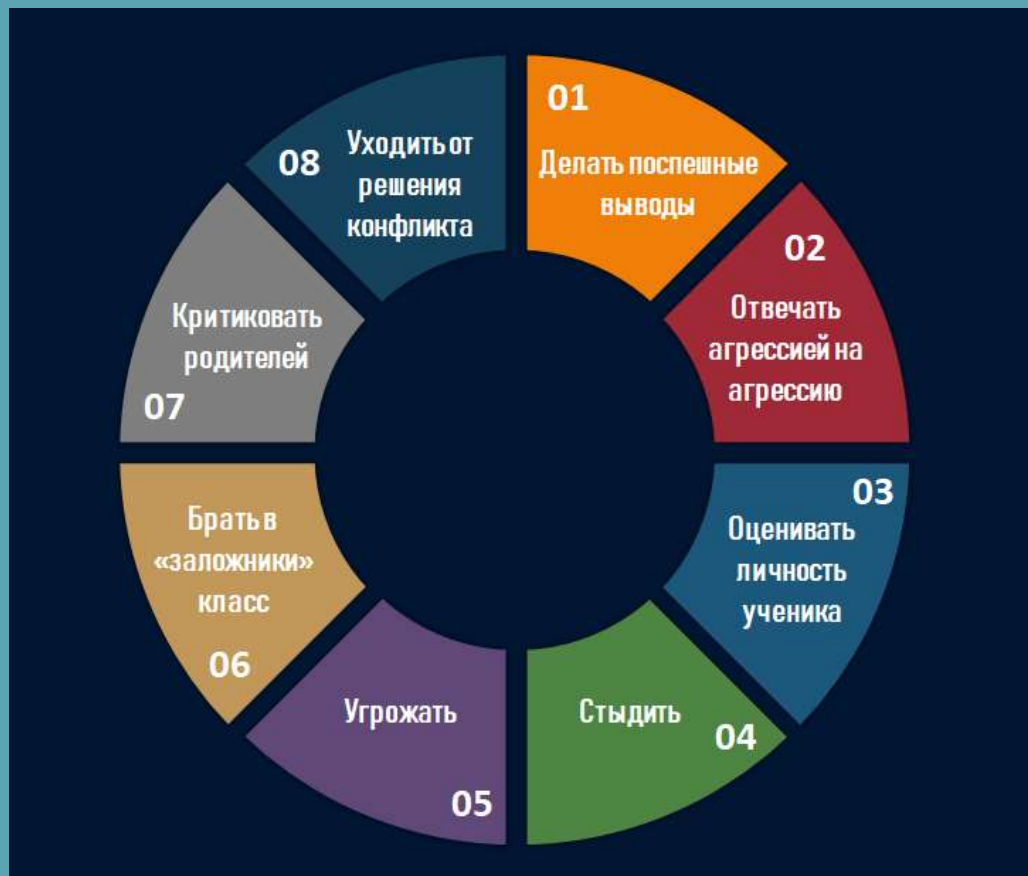 01
Делать поспешные
выводы
02
Отвечать
агрессией на
агрессию
03
Оценивать
личность
ученика
Стыдить
04
Угрожать
05
Брать в
«заложники»
класс
06
Критиковать
родителей
07
08
Уходить от
решения
конфликта